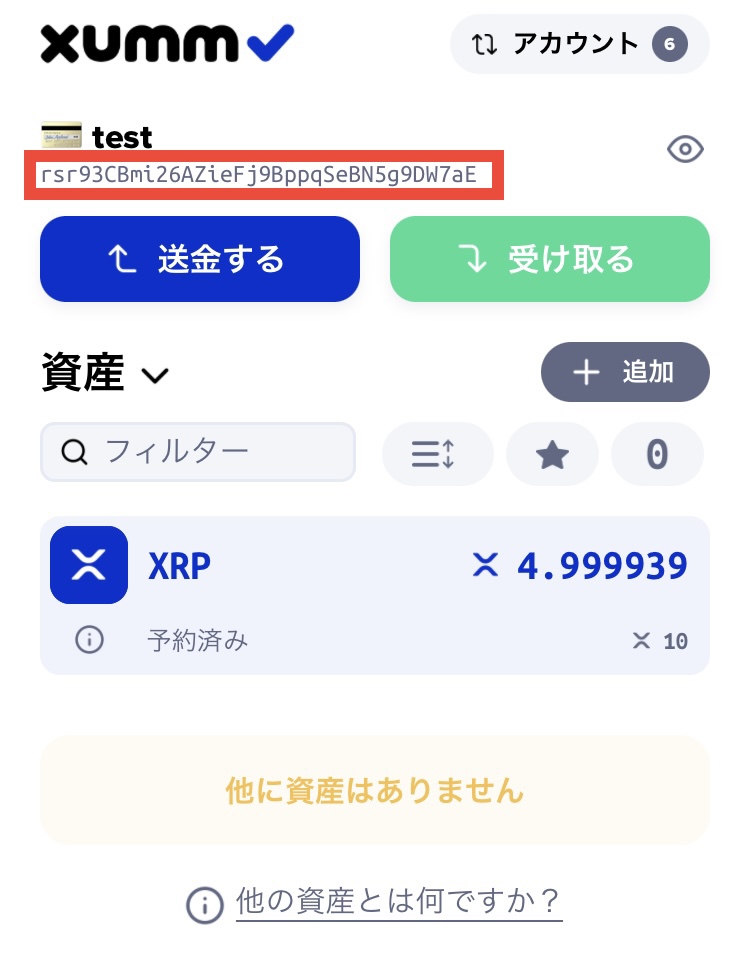 xumm
アカウント 6
test
rsr93CBmi26AZieFj9BppqSeBN5g9DW7aE
送金する
受け取る
資産
追加
フィルター
0
XRP
4.999939
予約済み
10
他に資産はありません
他の資産とは何ですか？